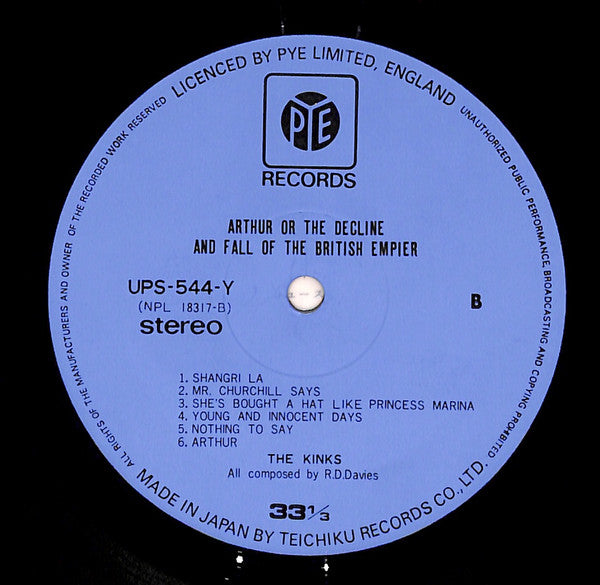 LICENCED BY PYE LIMITED, ENGLAND
UNAUTHORIZED PUBLIC PERFORMANCE, BROADCASTING AND COPYING PROHIBITED
ALL RIGHTS OF THE MANUFACTURERS AND OWNER OF THE RECORDED WORK RESERVED
PYE
RECORDS
ARTHUR OR THE DECLINE
AND FALL OF THE BRITISH EMPIER
UPS-544-Y
(NPL 18317-B)
stereo
B
1. SHANGRI LA
2. MR. CHURCHILL SAYS
3. SHE'S BOUGHT A HAT LIKE PRINCESS MARINA
4. YOUNG AND INNOCENT DAYS
5. NOTHING TO SAY
6. ARTHUR
THE KINKS
All composed by R.D.Davies
33⅓
MADE IN JAPAN BY TEICHIKU RECORDS CO., LTD.